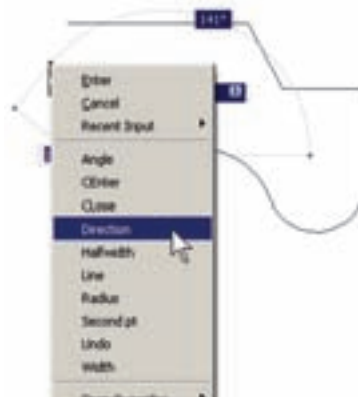 141°
Enter
Cancel
Recent Input
Angle
CEnter
CLose
Direction
Halfwidth
Line
Radius
Second pt
Undo
Width